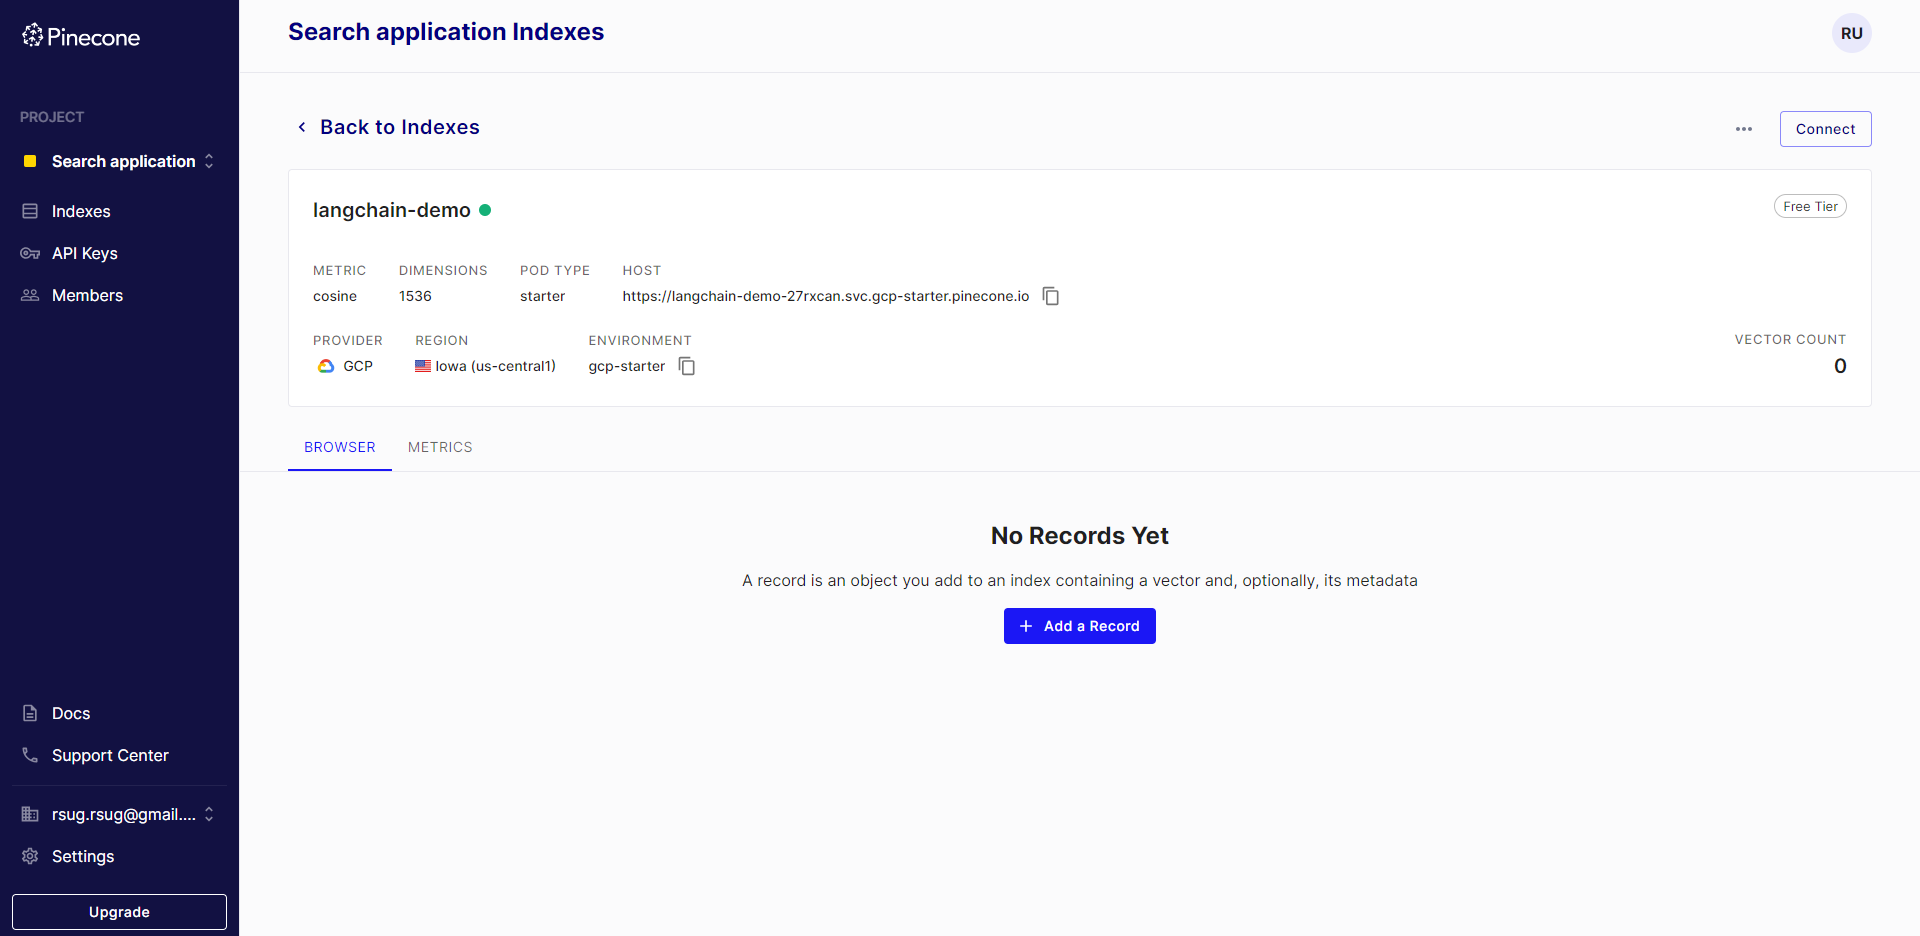 Pinecone
PROJECT
Search application
Indexes
API Keys
Members
Docs
Support Center
rsug.rsug@gmail....
Settings
Upgrade
Search application Indexes
RU
Back to Indexes
Connect
langchain-demo
Free Tier
METRIC DIMENSIONS POD TYPE HOST
cosine 1536 starter https://langchain-demo-27rxcan.svc.gcp-starter.pinecone.io
PROVIDER REGION ENVIRONMENT VECTOR COUNT
GCP Iowa (us-central1) gcp-starter 0
BROWSER METRICS
No Records Yet
A record is an object you add to an index containing a vector and, optionally, its metadata
+ Add a Record